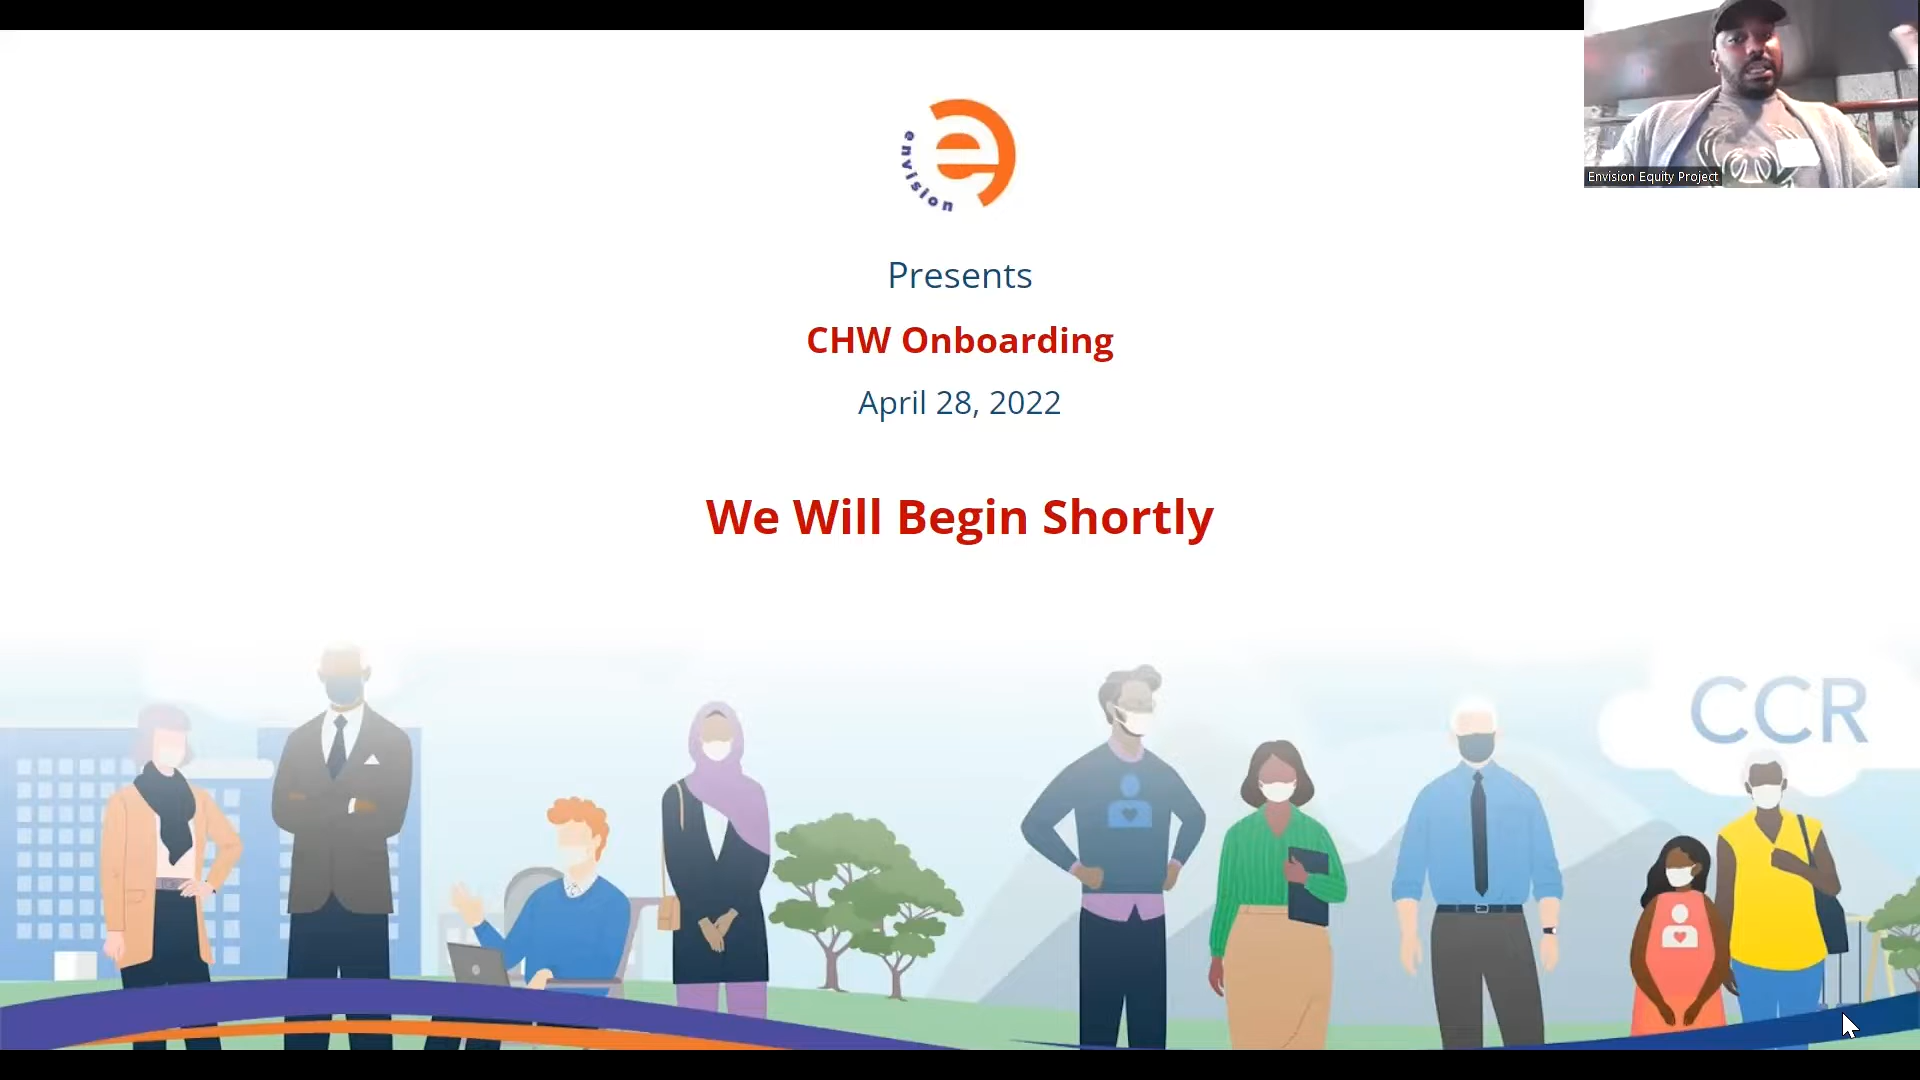 envision
Presents
CHW Onboarding
April 28, 2022
We Will Begin Shortly
CCR
Envision Equity Project